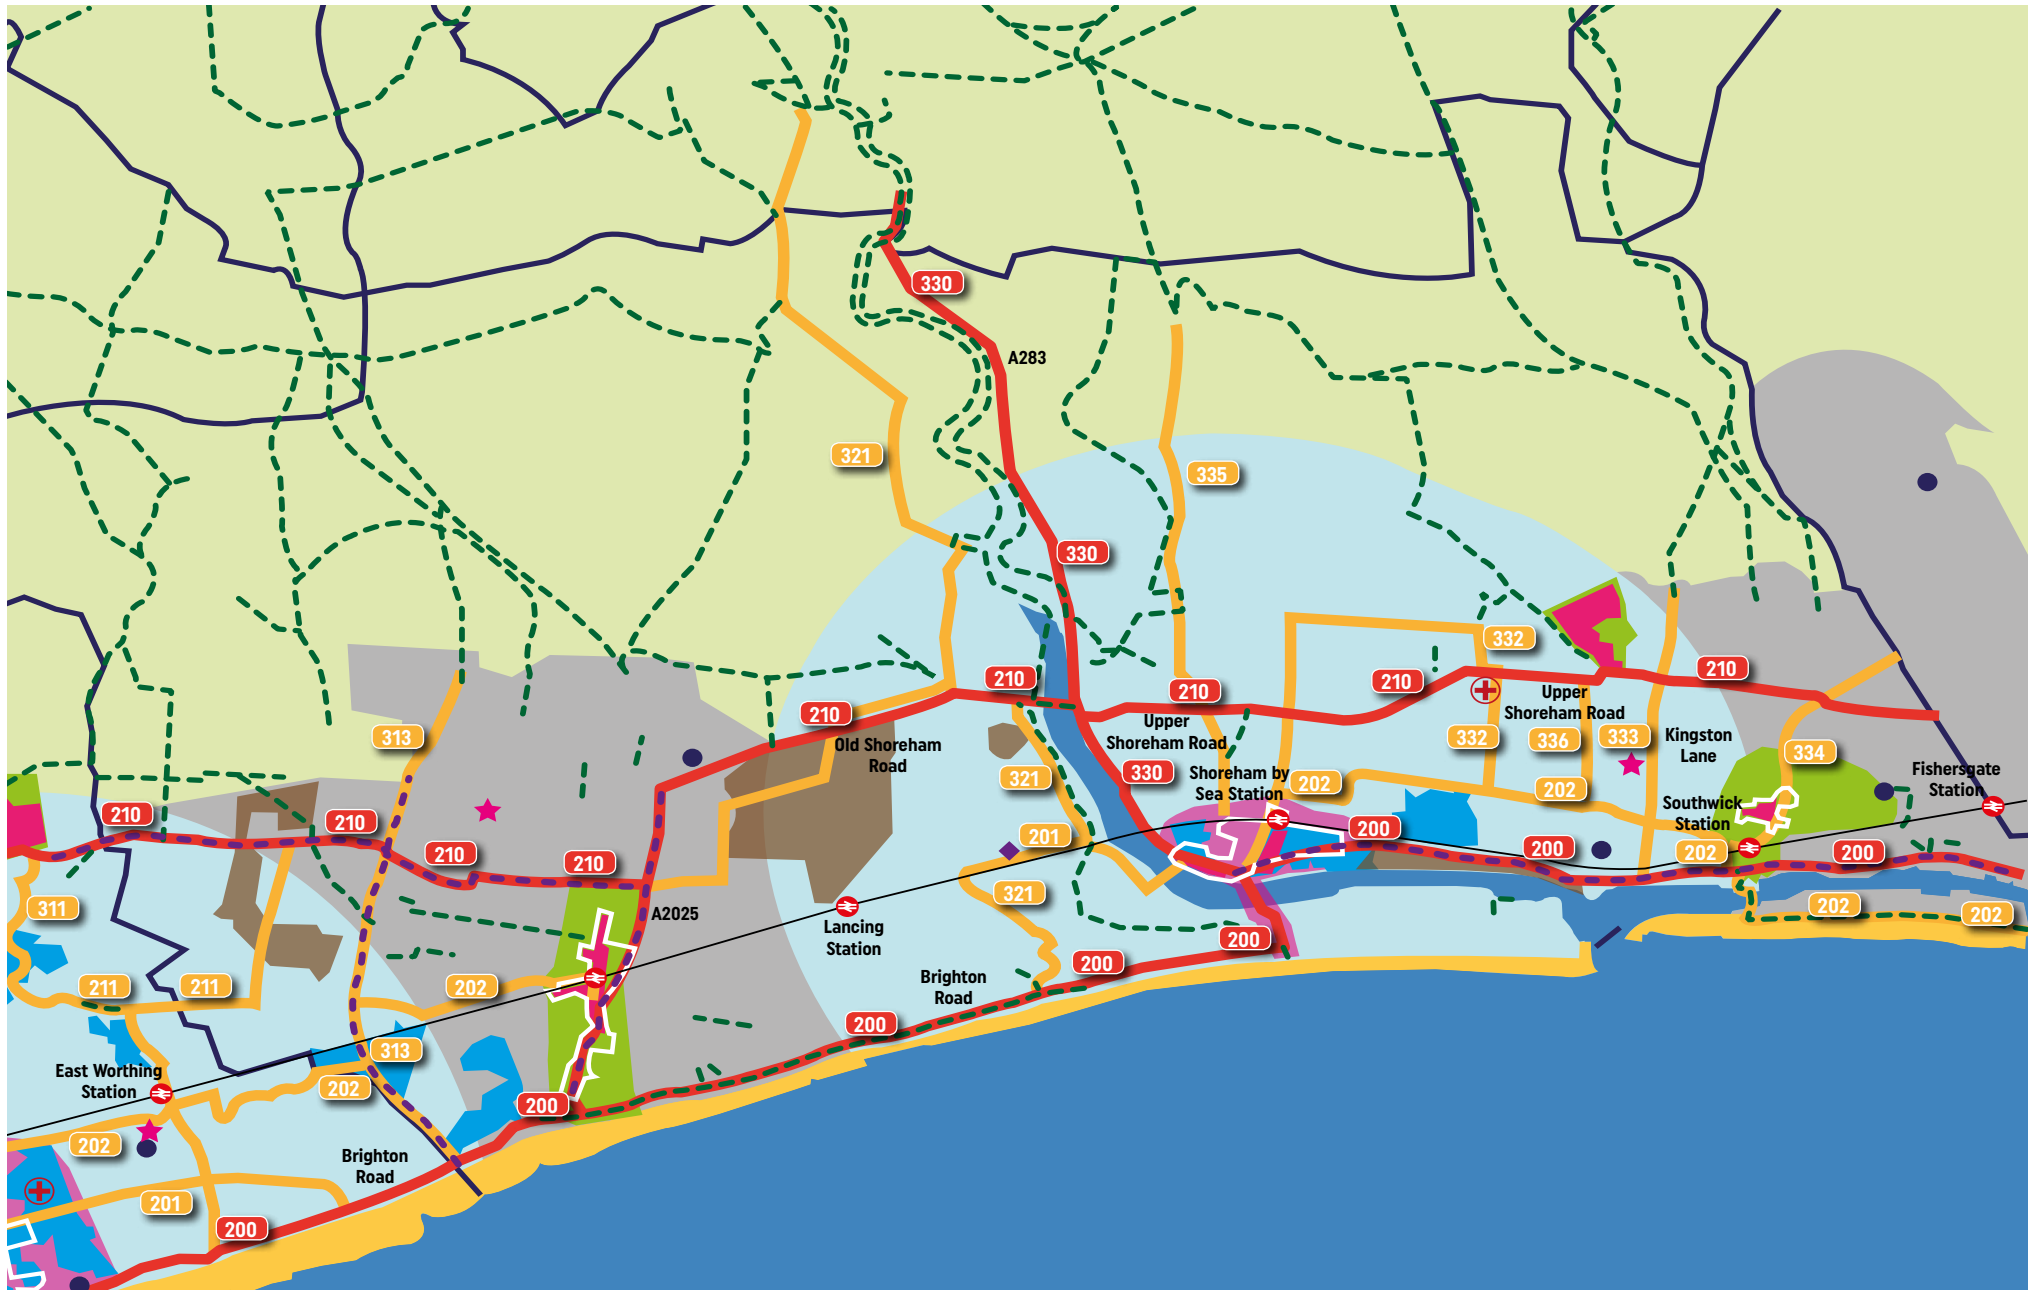 330
A283
321
335
330
332
210
210
210
210
210
Upper
Shoreham Road
Upper
Shoreham Road
313
210
Old Shoreham
Road
332
336
333
Kingston
Lane
334
321
330
Shoreham by
Sea Station
202
202
Fishersgate
Station
Southwick
Station
210
210
210
210
201
200
200
202
200
311
A2025
321
202
202
Lancing
Station
200
211
211
202
Brighton
Road
200
200
313
East Worthing
Station
202
200
202
Brighton
Road
201
200